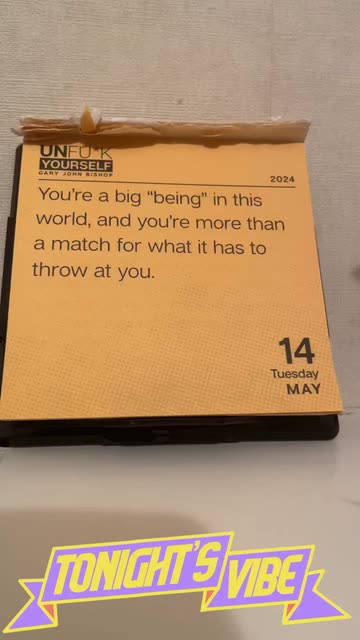 UNFU*K
YOURSELF
GARY JOHN BISHOP
2024
You're a big "being" in this
world, and you're more than
a match for what it has to
throw at you.
14
Tuesday
MAY
TONIGHT'S VIBE